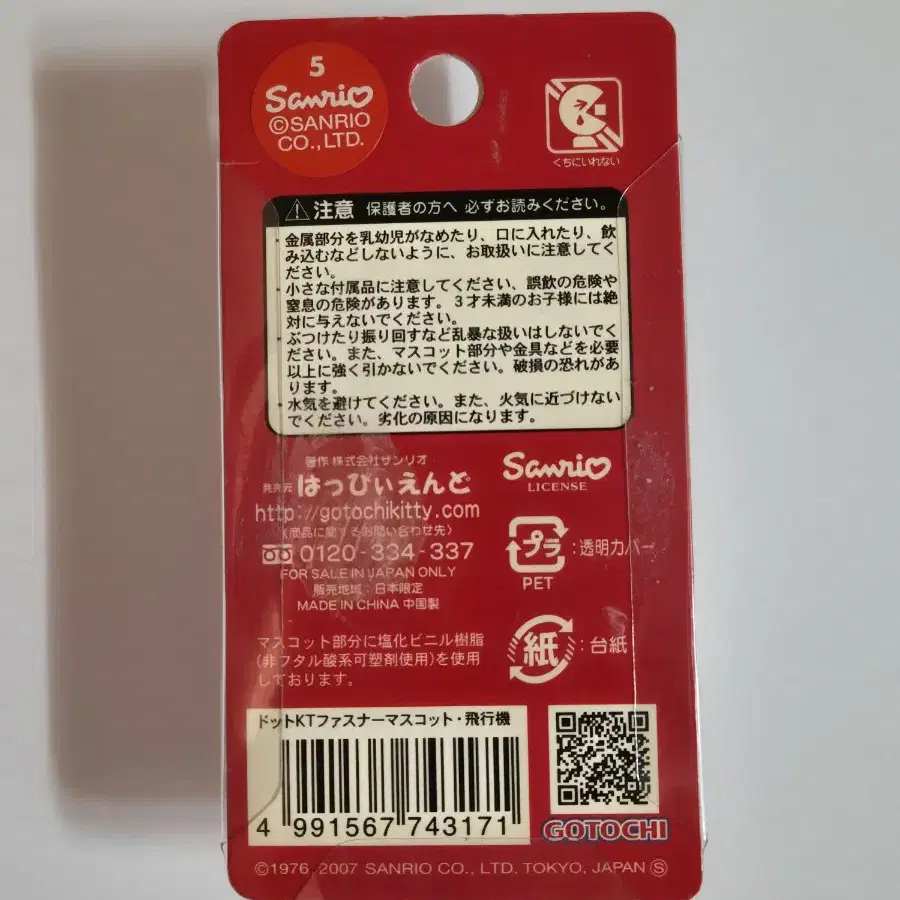 5
Sanrio
©SANRIO
CO., LTD.
くちにいれない
注意 保護者の方へ 必ずお読みください。
・金属部分を乳幼児がなめたり、口に入れたり、飲
み込むなどしないように、お取扱いに注意してく
ださい。
・小さな付属品に注意してください、誤飲の危険や
窒息の危険があります。3才未満のお子様には絶
対に与えないでください。
・ぶつけたり振り回すなど乱暴な扱いはしないでく
ださい。また、マスコット部分や金具などを必要
以上に強く引かないでください。破損の恐れがあ
ります。
・水気を避けてください。また、火気に近づけない
でください。劣化の原因になります。
著作 株式会社サンリオ
発売元 はっぴぃえんど
http://gotochikitty.com
〈商品に関するお問い合わせ先〉
0120-334-337
FOR SALE IN JAPAN ONLY
販売地域:日本限定
MADE IN CHINA 中国製
Sanrio
LICENSE
プラ :透明カバー
PET
紙 :台紙
マスコット部分に塩化ビニル樹脂
(非フタル酸系可塑剤使用)を使用
しております。
ドットKTファスナーマスコット・飛行機
4 991567 743171
GOTOCHI
©1976-2007 SANRIO CO., LTD. TOKYO, JAPAN Ⓢ